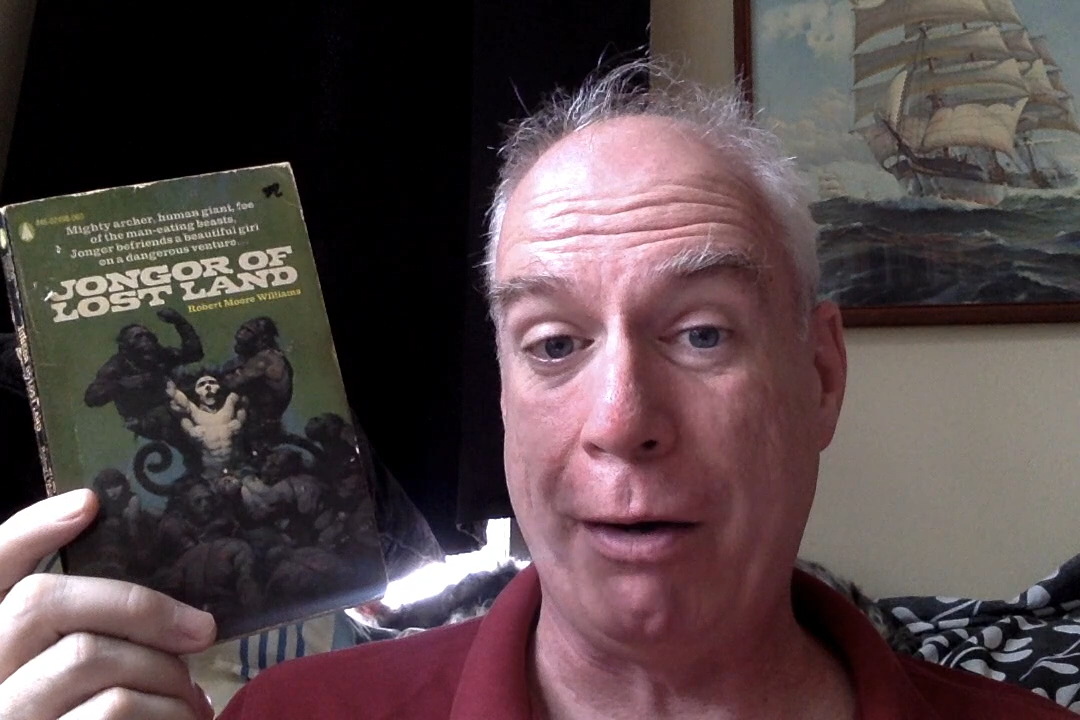 Mighty archer, human giant, foe
of the man-eating beasts,
Jongor befriends a beautiful girl
on a dangerous venture...
JONGOR OF
LOST LAND
Robert Moore Williams